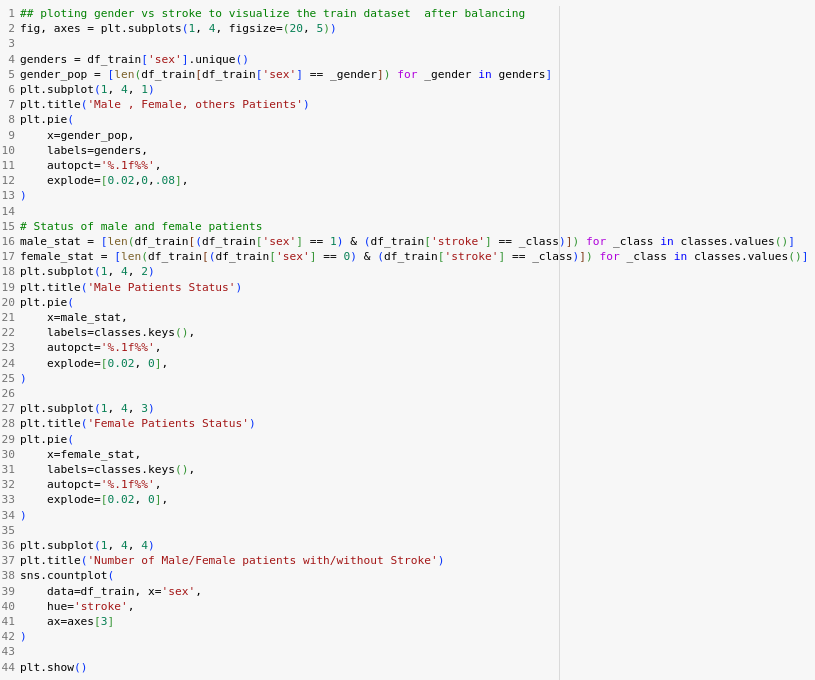 1 ## ploting gender vs stroke to visualize the train dataset  after balancing
2 fig, axes = plt.subplots(1, 4, figsize=(20, 5))
3
4 genders = df_train['sex'].unique()
5 gender_pop = [len(df_train[df_train['sex'] == _gender]) for _gender in genders]
6 plt.subplot(1, 4, 1)
7 plt.title('Male , Female, others Patients')
8 plt.pie(
9     x=gender_pop,
10     labels=genders,
11     autopct='%.1f%%',
12     explode=[0.02,0,.08],
13 )
14
15 # Status of male and female patients
16 male_stat = [len(df_train[(df_train['sex'] == 1) & (df_train['stroke'] == _class)]) for _class in classes.values()]
17 female_stat = [len(df_train[(df_train['sex'] == 0) & (df_train['stroke'] == _class)]) for _class in classes.values()]
18 plt.subplot(1, 4, 2)
19 plt.title('Male Patients Status')
20 plt.pie(
21     x=male_stat,
22     labels=classes.keys(),
23     autopct='%.1f%%',
24     explode=[0.02, 0],
25 )
26
27 plt.subplot(1, 4, 3)
28 plt.title('Female Patients Status')
29 plt.pie(
30     x=female_stat,
31     labels=classes.keys(),
32     autopct='%.1f%%',
33     explode=[0.02, 0],
34 )
35
36 plt.subplot(1, 4, 4)
37 plt.title('Number of Male/Female patients with/without Stroke')
38 sns.countplot(
39     data=df_train, x='sex',
40     hue='stroke',
41     ax=axes[3]
42 )
43
44 plt.show()